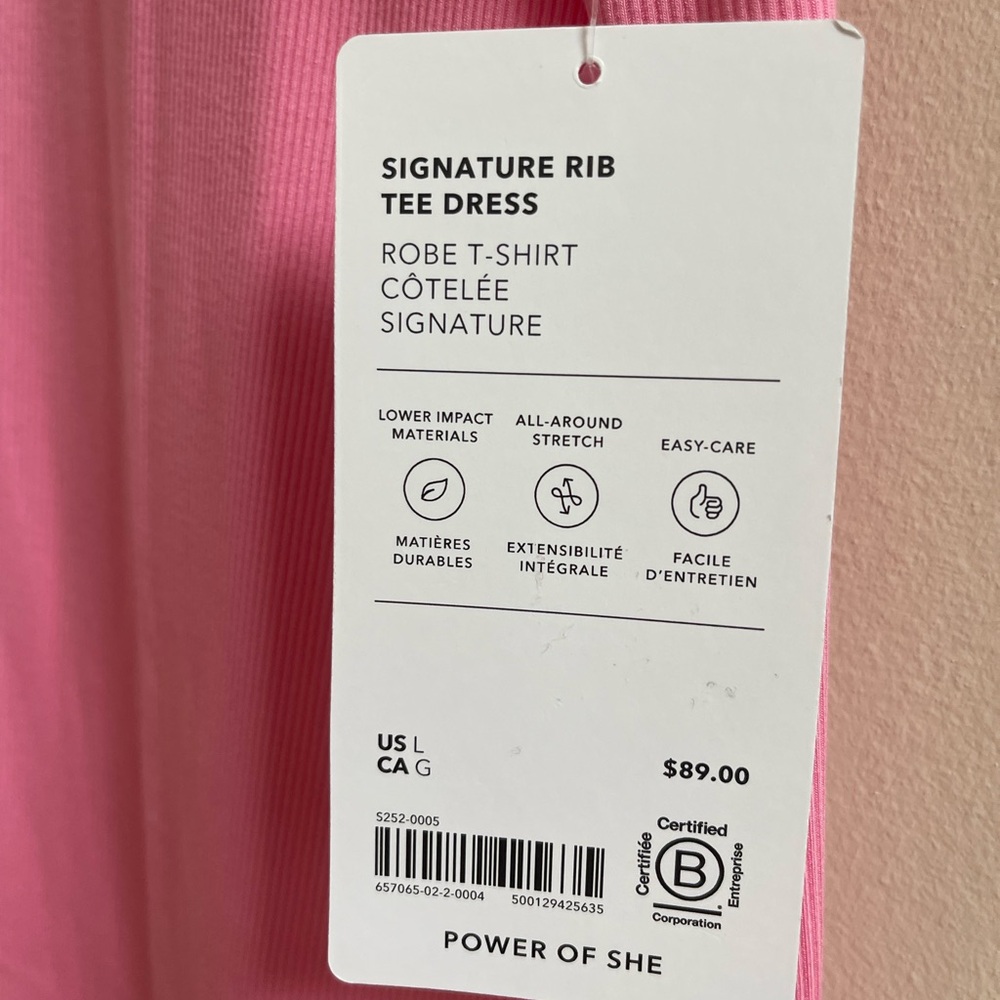 SIGNATURE RIB
TEE DRESS
ROBE T-SHIRT
CÔTELÉE
SIGNATURE
LOWER IMPACT
MATERIALS
ALL-AROUND
STRETCH
EASY-CARE
MATIÈRES
DURABLES
EXTENSIBILITÉ
INTÉGRALE
FACILE
D'ENTRETIEN
US L
CA G
$89.00
S252-0005
657065-02-2-0004 500129425635
Certified
Certifiée
B
Entreprise
Corporation
POWER OF SHE